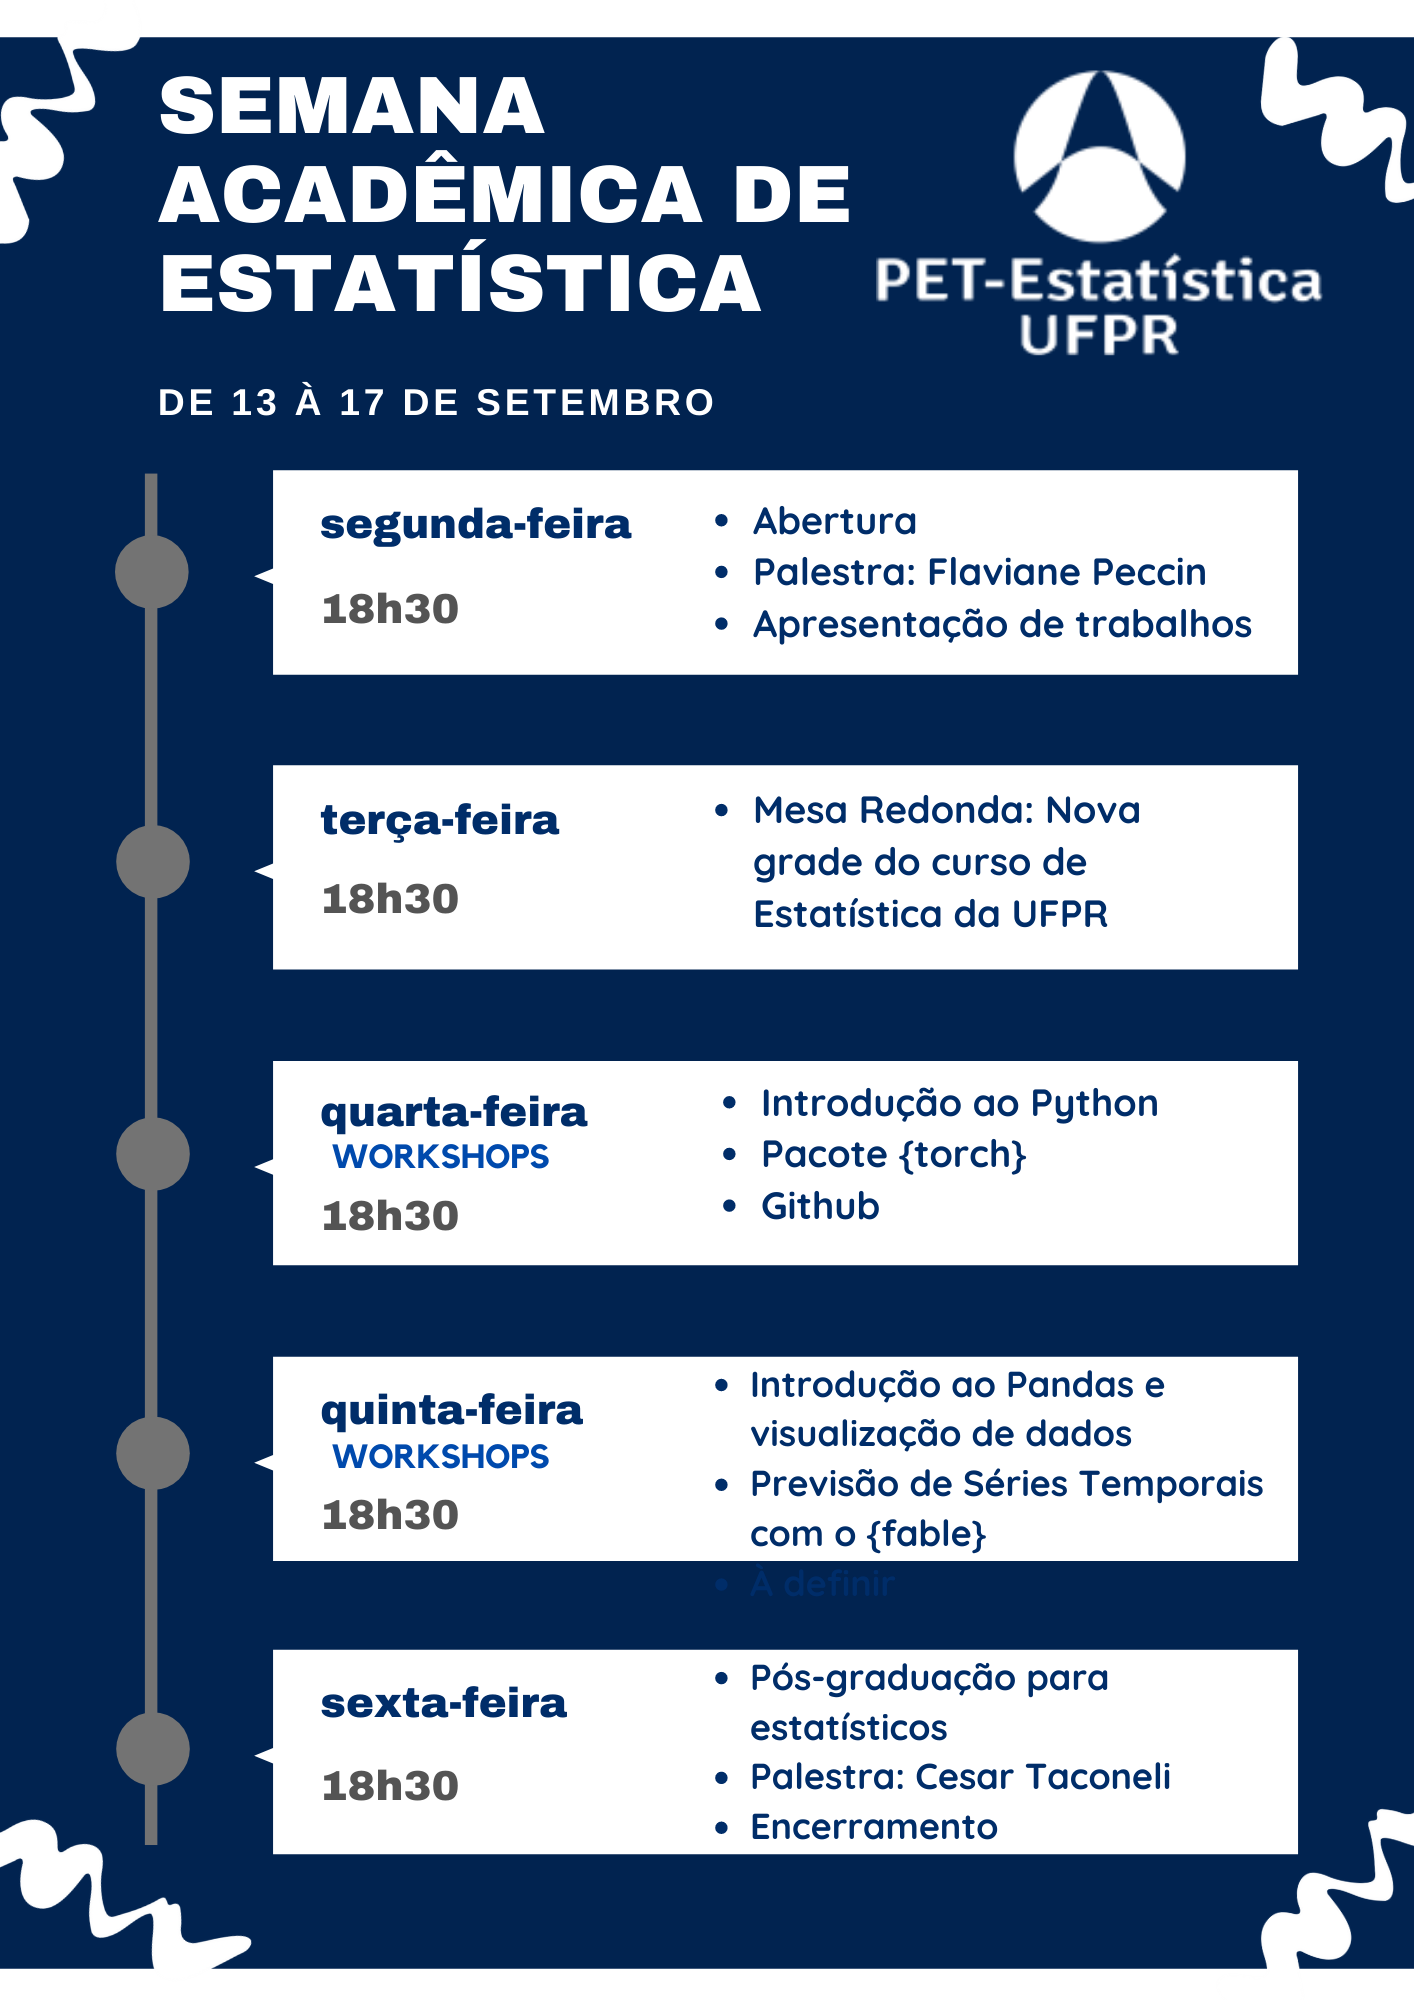 SEMANA
ACADÊMICA DE
ESTATÍSTICA
PET-Estatística
UFPR
DE 13 À 17 DE SETEMBRO
segunda-feira
18h30
• Abertura
• Palestra: Flaviane Peccin
• Apresentação de trabalhos
terça-feira
18h30
• Mesa Redonda: Nova
grade do curso de
Estatística da UFPR
quarta-feira
WORKSHOPS
18h30
• Introdução ao Python
• Pacote {torch}
• Github
quinta-feira
WORKSHOPS
18h30
• Introdução ao Pandas e
visualização de dados
• Previsão de Séries Temporais
com o {fable}
• À definir
sexta-feira
18h30
• Pós-graduação para
estatísticos
• Palestra: Cesar Taconeli
• Encerramento